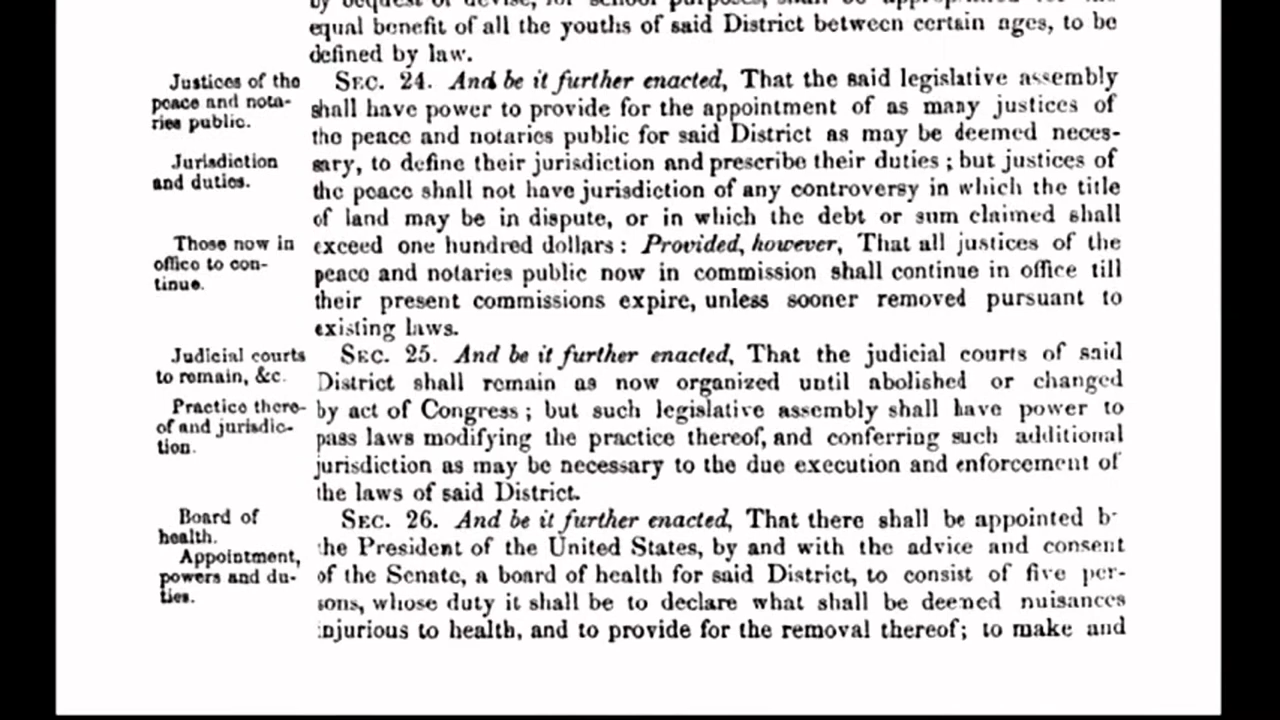 equal benefit of all the youths of said District between certain ages, to be
defined by law.
Justices of the
peace and nota-
ries public.
SEC. 24. And be it further enacted, That the said legislative assembly
shall have power to provide for the appointment of as many justices of
the peace and notaries public for said District as may be deemed neces-
Jurisdiction
and duties.
sary, to define their jurisdiction and prescribe their duties ; but justices of
the peace shall not have jurisdiction of any controversy in which the title
of land may be in dispute, or in which the debt or sum claimed shall
Those now in
office to con-
tinue.
exceed one hundred dollars : Provided, however, That all justices of the
peace and notaries public now in commission shall continue in office till
their present commissions expire, unless sooner removed pursuant to
existing laws.
Judicial courts
to remain, &c.
SEC. 25. And be it further enacted, That the judicial courts of said
District shall remain as now organized until abolished or changed
Practice there-
of and jurisdic-
tion.
by act of Congress ; but such legislative assembly shall have power to
pass laws modifying the practice thereof, and conferring such additional
jurisdiction as may be necessary to the due execution and enforcement of
the laws of said District.
Board of
health.
Appointment,
powers and du-
ties.
SEC. 26. And be it further enacted, That there shall be appointed
the President of the United States, by and with the advice and consent
of the Senate, a board of health for said District, to consist of five per-
sons, whose duty it shall be to declare what shall be deemed nuisances
injurious to health, and to provide for the removal thereof; to make and